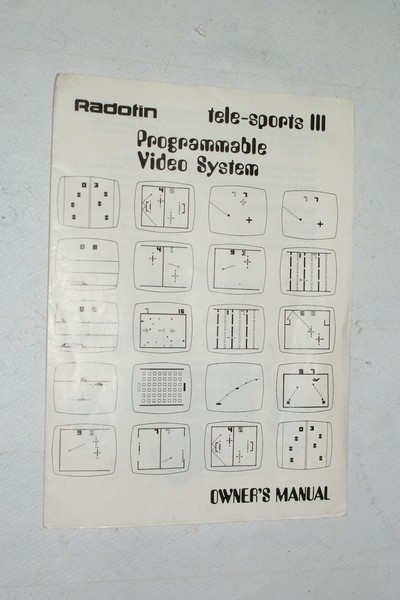 Radofin
tele-sports III
Programmable
Video System
OWNER'S MANUAL